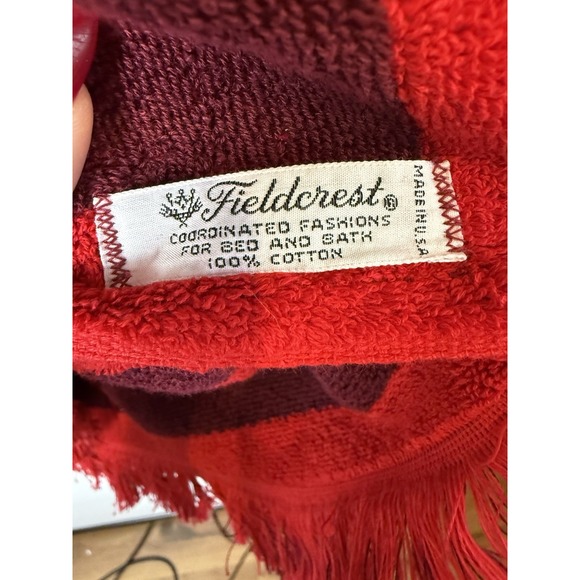 Fieldcrest®
COORDINATED FASHIONS
FOR BED AND BATH
100% COTTON
MADE IN U.S.A.